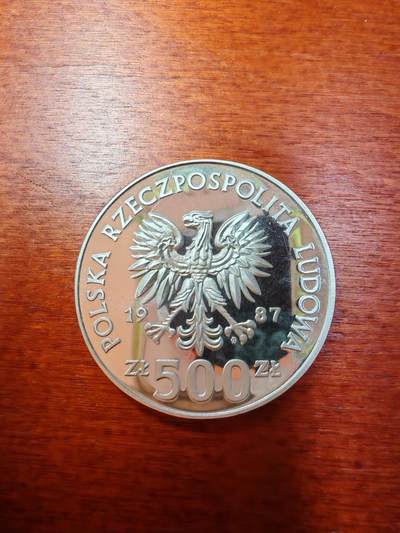 POLSKA RZECZPOSPOLITA LUDOWA
19 87
ZŁ 500 ZŁ